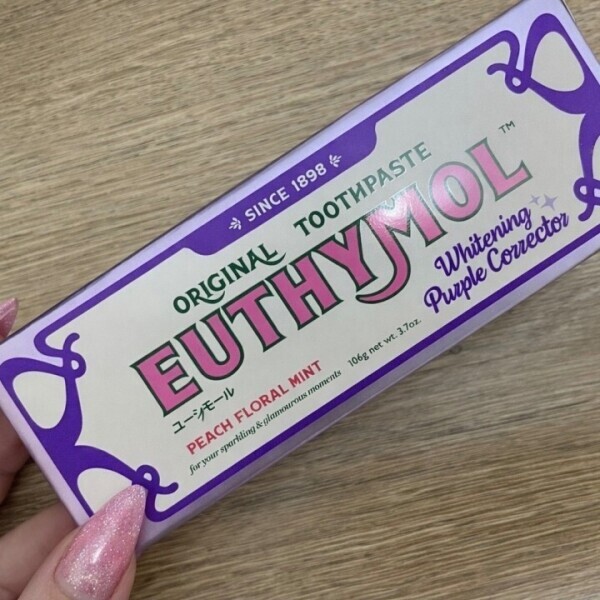 SINCE 1898
ORIGINAL TOOTHPASTE
EUTHYMOL™
ユーシモール
Whitening
Purple Corrector
PEACH FLORAL MINT 106g net wt. 3.7oz.
for your sparkling & glamourous moments